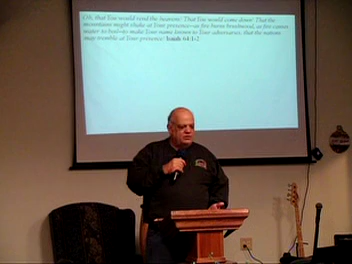 Oh, that You would rend the heavens! That You would come down! That the
mountains might shake at Your presence—as fire burns brushwood, as fire causes
water to boil—to make Your name known to Your adversaries, that the nations
may tremble at Your presence! Isaiah 64:1-2